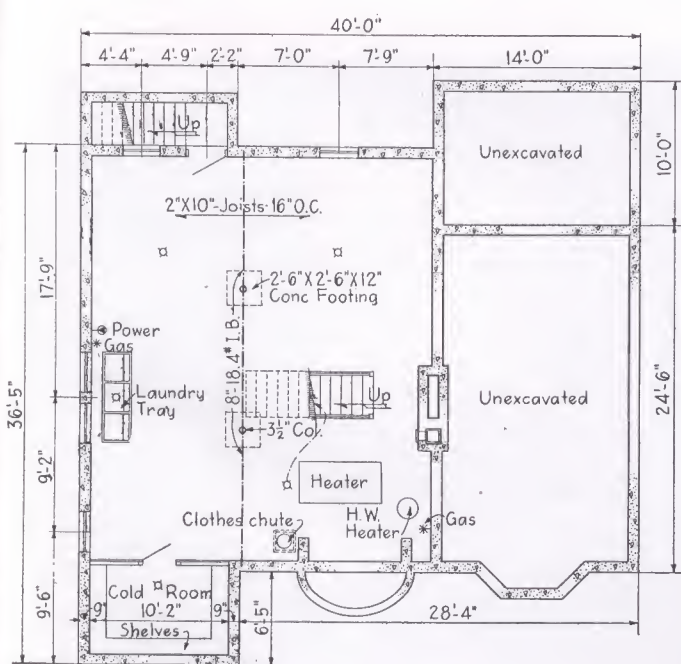 40'-0"
4'-4"
4'-9"
2'-2"
7'-0"
7'-9"
14'-0"
Up
Unexcavated
10'-0"
2"X10"-Joists-16"O.C.
17'-9"
2'-6"X2'-6"X12"
Conc Footing
Power
Gas
8"-18.4# I.B.
36'-5"
Laundry
Tray
Up
Unexcavated
24'-6"
3½" Col.
9'-2"
Heater
Clothes chute
H.W.
Heater
Gas
Cold Room
9'-6"
9"
10'-2"
9"
6'-5"
28'-4"
Shelves